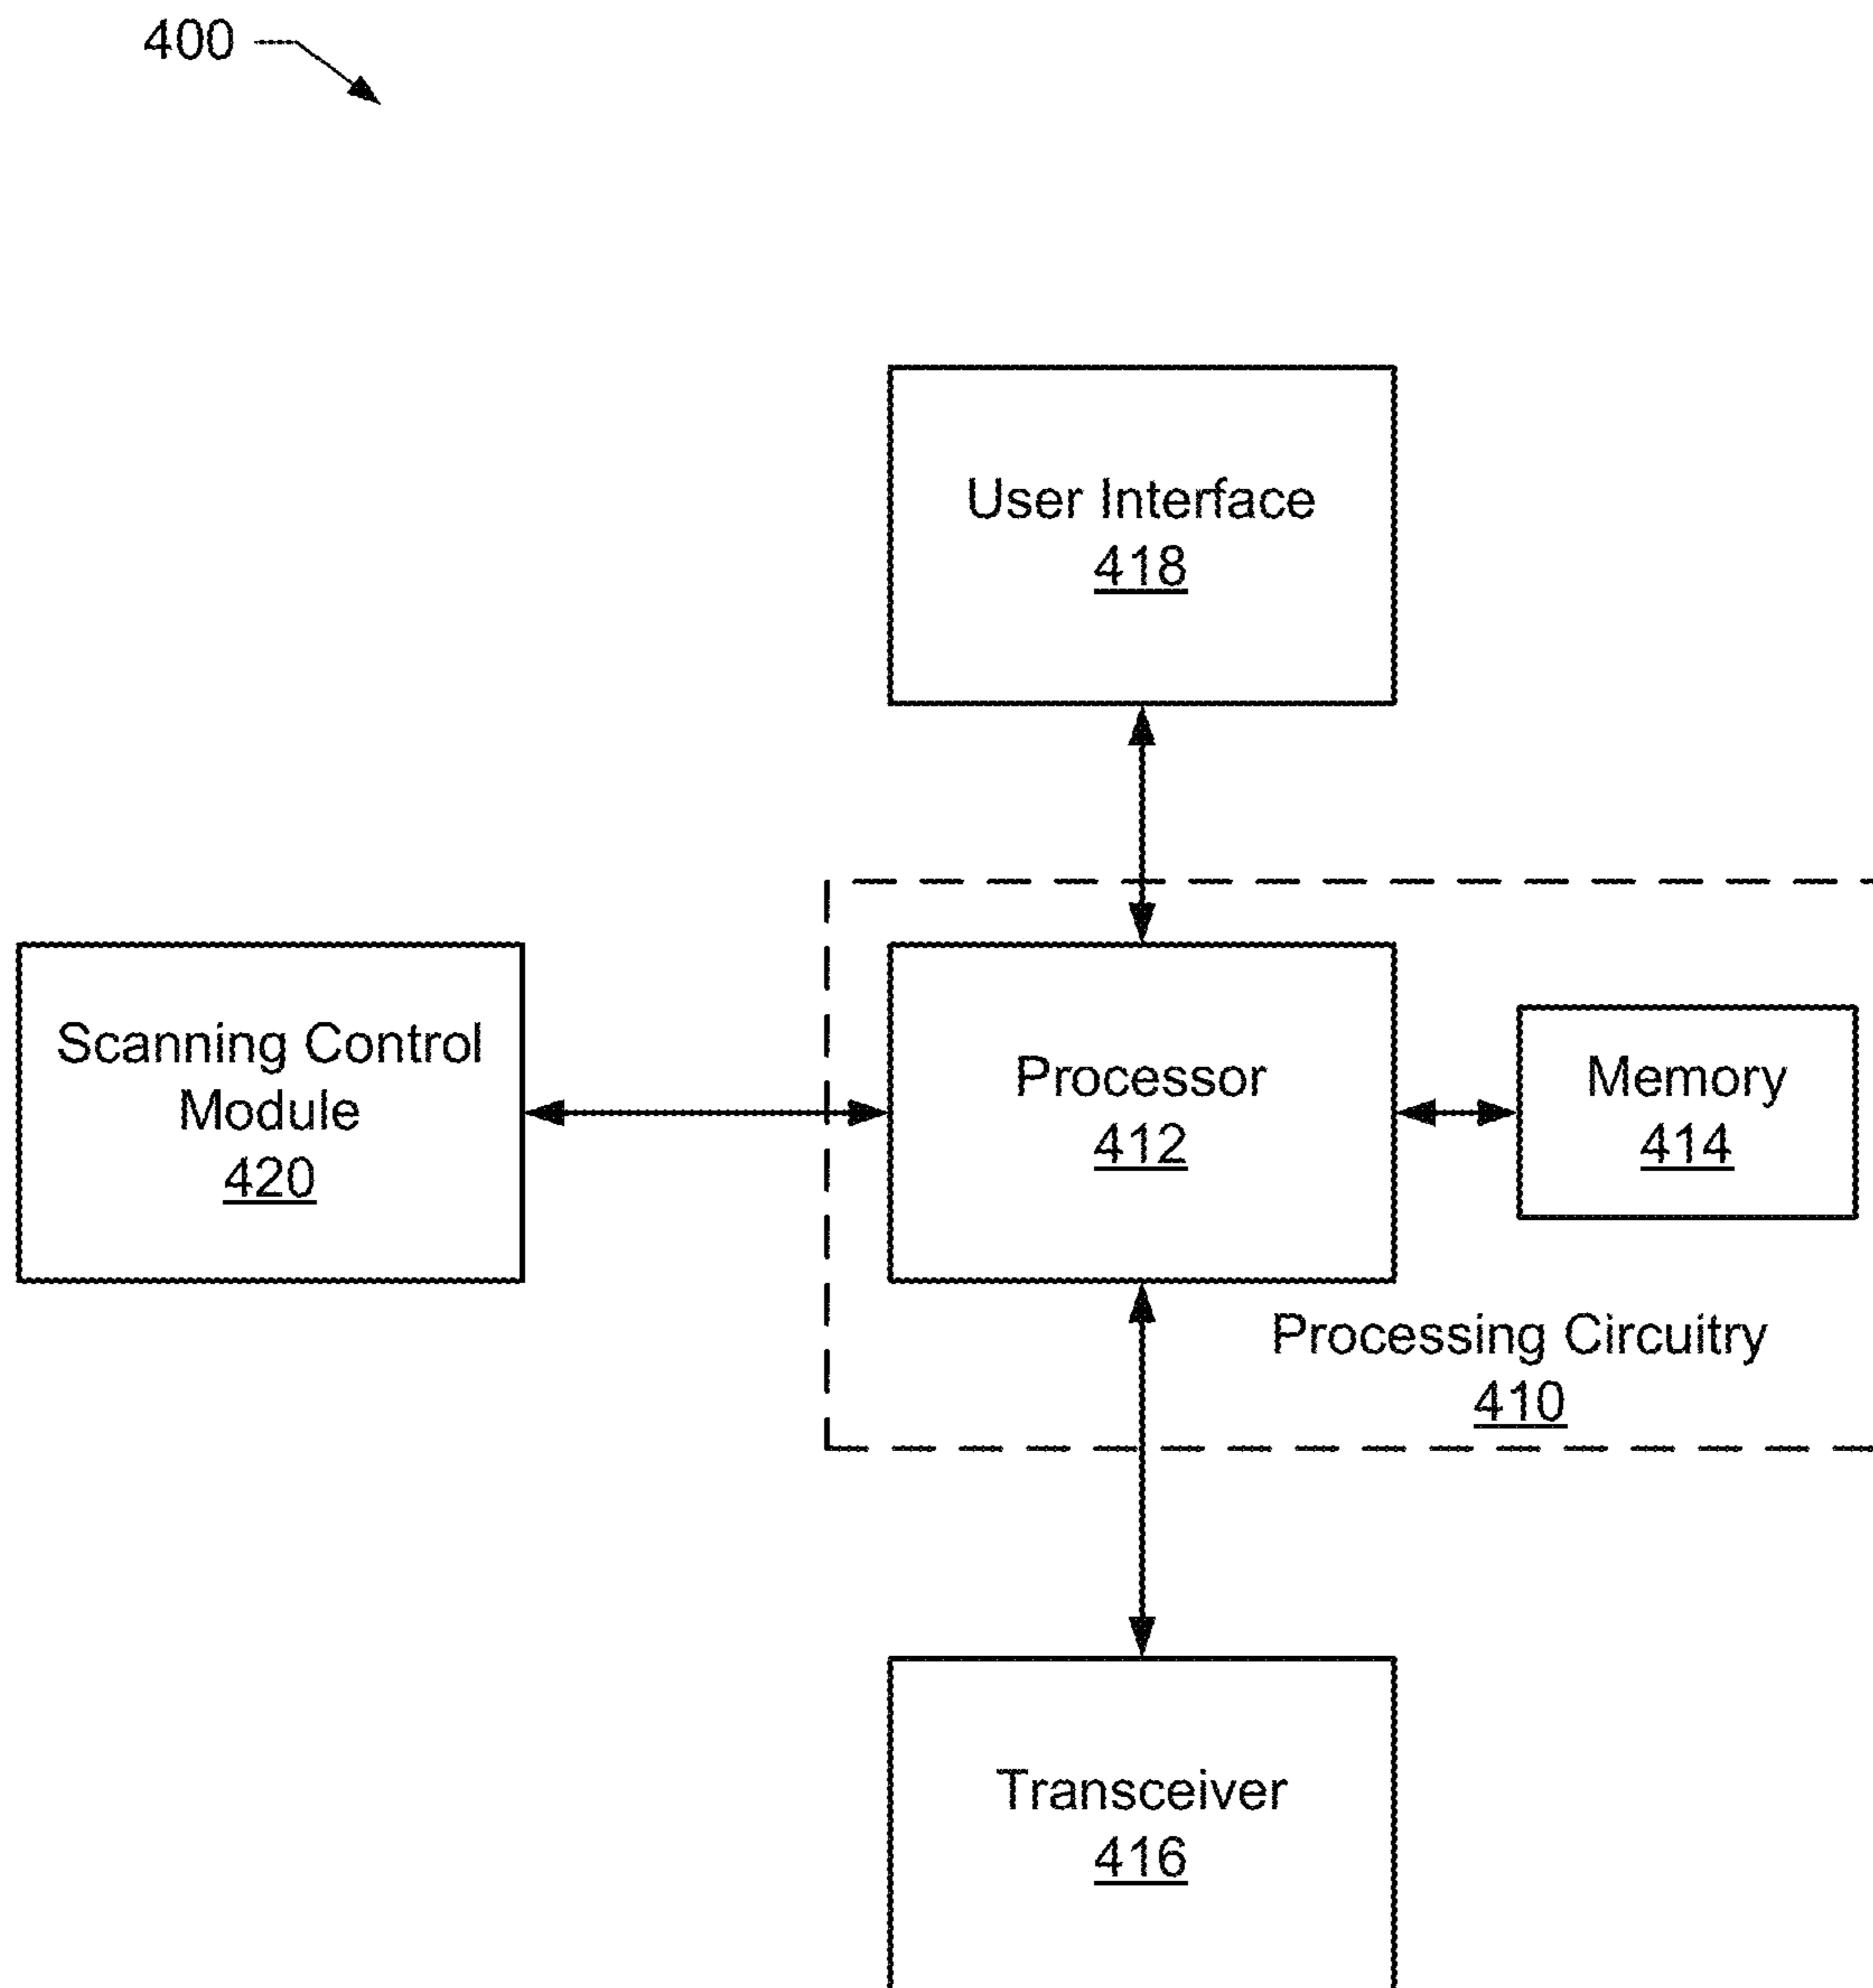 400
User Interface
418
Scanning Control
Module
420
Processor
412
Memory
414
Processing Circuitry
410
Transceiver
416